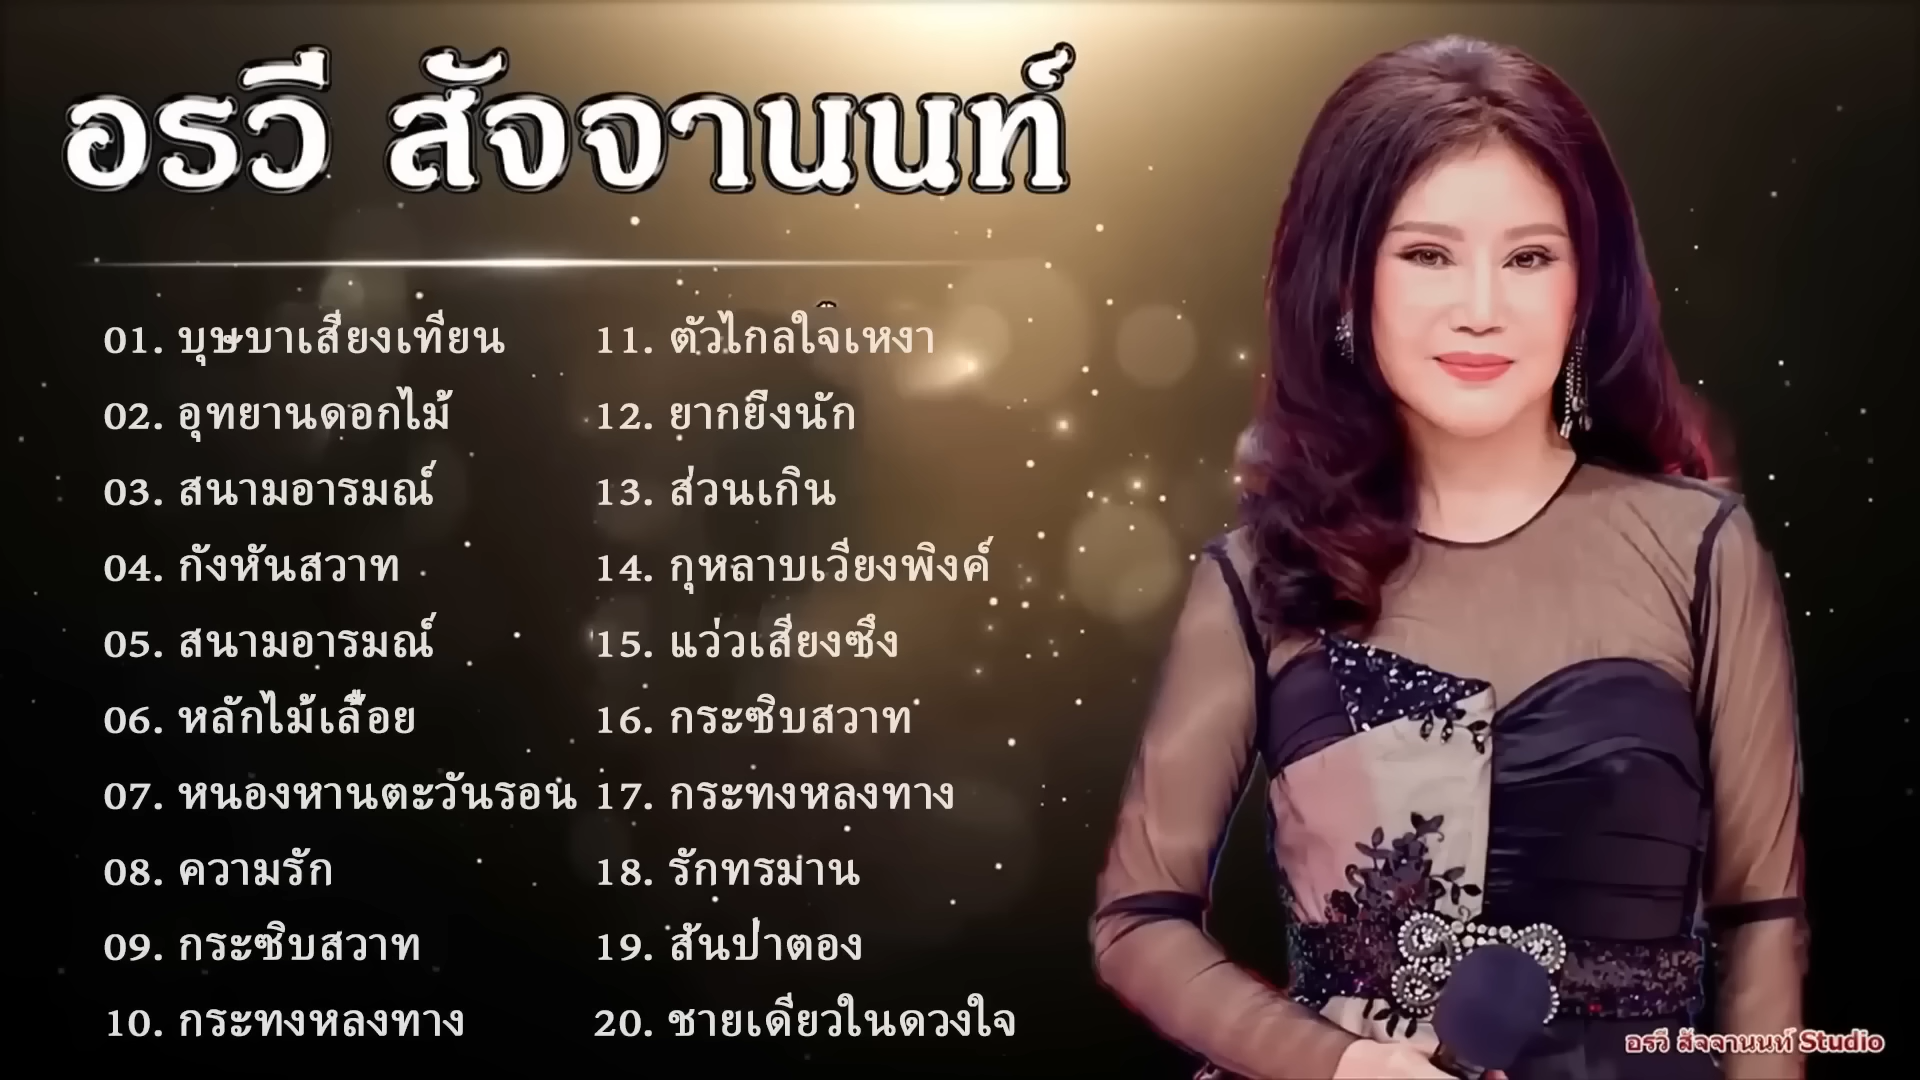 อรวี สัจจานนท์
01. บุษบาเสี่ยงเทียน
02. อุทยานดอกไม้
03. สนามอารมณ์
04. กังหันสวาท
05. สนามอารมณ์
06. หลักไม้เลื้อย
07. หนองหานตะวันรอน
08. ความรัก
09. กระซิบสวาท
10. กระทงหลงทาง
11. ตัวไกลใจเหงา
12. ยากยิ่งนัก
13. ส่วนเกิน
14. กุหลาบเวียงพิงค์
15. แว่วเสียงซึง
16. กระซิบสวาท
17. กระทงหลงทาง
18. รักทรมาน
19. สันป่าตอง
20. ชายเดียวในดวงใจ
อรวี สัจจานนท์ Studio